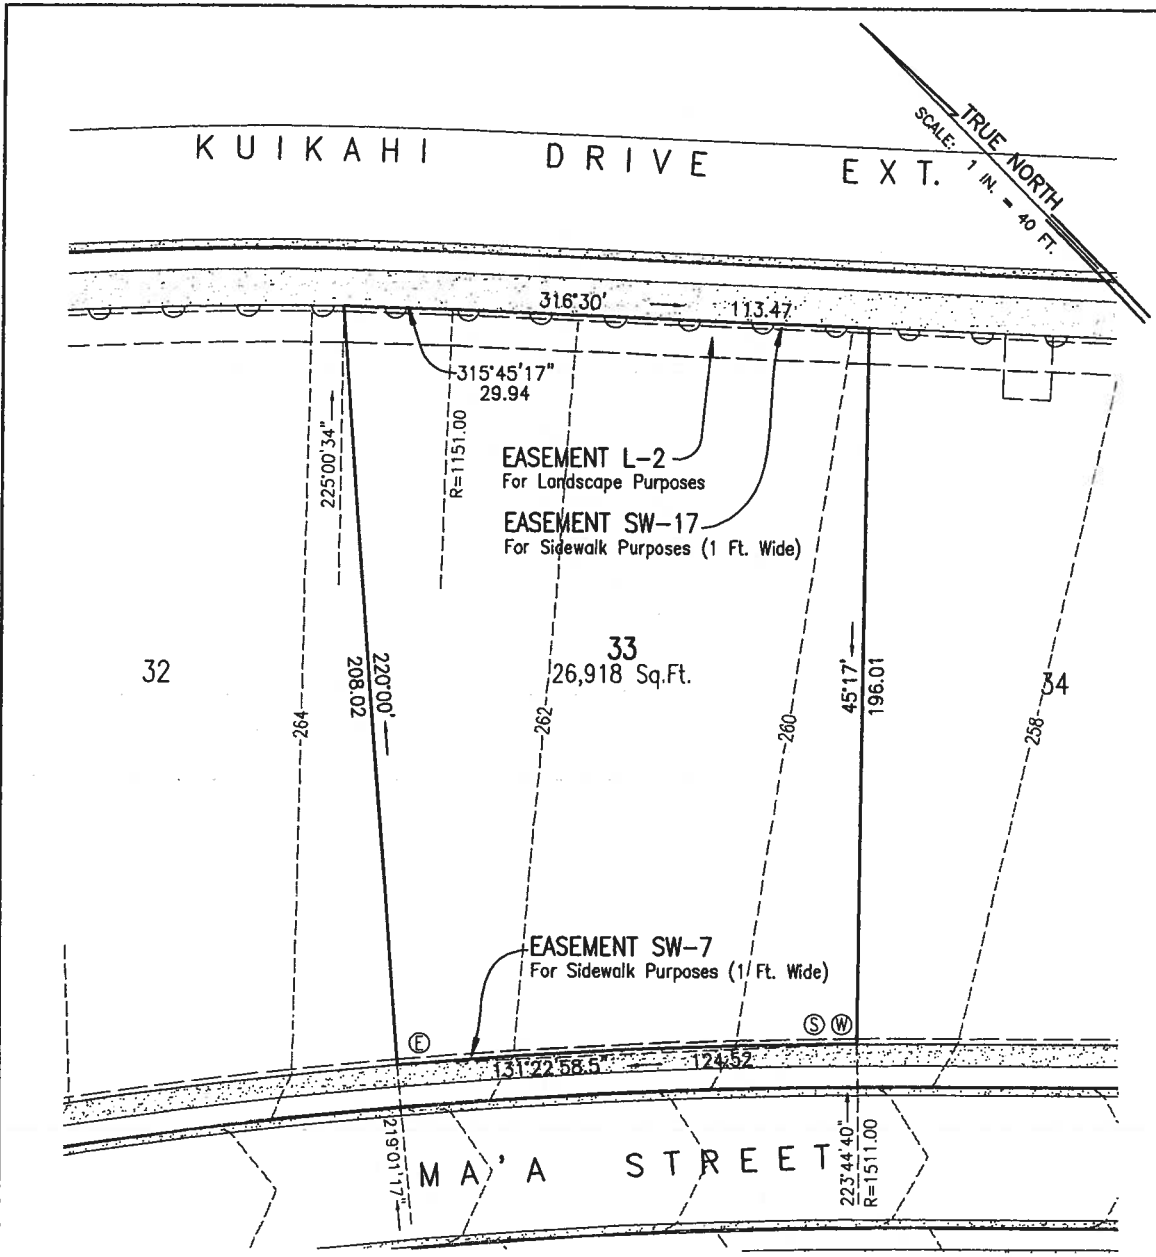 KUIKAHI DRIVE EXT.
TRUE NORTH
SCALE: 1 IN. = 40 FT.
316°30' 113.47
315°45'17"
29.94
225°00'34"
R=1151.00
EASEMENT L-2
For Landscape Purposes
EASEMENT SW-17
For Sidewalk Purposes (1 Ft. Wide)
32
33
26,918 Sq.Ft.
34
220°00'
208.02
45°17'
196.01
264
262
260
258
EASEMENT SW-7
For Sidewalk Purposes (1 Ft. Wide)
E
S W
131°22'58.5" 124.52
219°01'17"
MA'A STREET
223°44'40"
R=1511.00